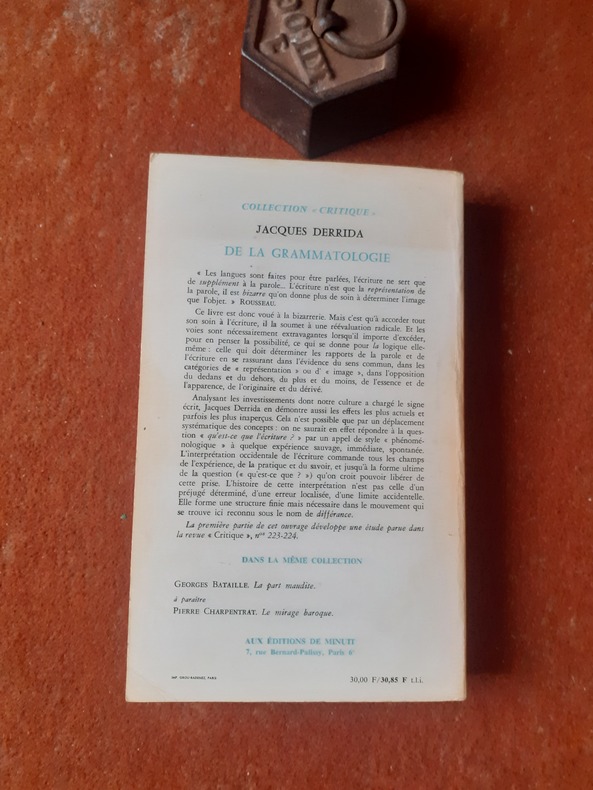 COLLECTION « CRITIQUE »
JACQUES DERRIDA
DE LA GRAMMATOLOGIE
« Les langues sont faites pour être parlées, l'écriture ne sert que
de supplément à la parole... L'écriture n'est que la représentation de
la parole, il est bizarre qu'on donne plus de soin à déterminer l'image
que l'objet. » ROUSSEAU.
Ce livre est donc voué à la bizarrerie. Mais c'est qu'à accorder tout
son soin à l'écriture, il la soumet à une réévaluation radicale. Et les
voies sont nécessairement extravagantes lorsqu'il importe d'excéder,
pour en penser la possibilité, ce qui se donne pour la logique elle-
même : celle qui doit déterminer les rapports de la parole et de
l'écriture en se rassurant dans l'évidence du sens commun, dans les
catégories de « représentation » ou d' « image », dans l'opposition
du dedans et du dehors, du plus et du moins, de l'essence et de
l'apparence, de l'originaire et du dérivé.
Analysant les investissements dont notre culture a chargé le signe
écrit, Jacques Derrida en démontre aussi les effets les plus actuels et
parfois les plus inaperçus. Cela n'est possible que par un déplacement
systématique des concepts : on ne saurait en effet répondre à la ques-
tion « qu'est-ce que l'écriture ? » par un appel de style « phénomé-
nologique » à quelque expérience sauvage, immédiate, spontanée.
L'interprétation occidentale de l'écriture commande tous les champs
de l'expérience, de la pratique et du savoir, et jusqu'à la forme ultime
de la question (« qu'est-ce que ? ») qu'on croit pouvoir libérer de
cette prise. L'histoire de cette interprétation n'est pas celle d'un
préjugé déterminé, d'une erreur localisée, d'une limite accidentelle.
Elle forme une structure finie mais nécessaire dans le mouvement qui
se trouve ici reconnu sous le nom de différance.
La première partie de cet ouvrage développe une étude parue dans
la revue « Critique », nos 223-224.
DANS LA MÊME COLLECTION
GEORGES BATAILLE. La part maudite.
à paraître
PIERRE CHARPENTRAT. Le mirage baroque.
AUX ÉDITIONS DE MINUIT
7, rue Bernard-Palissy, Paris 6e
30,00 F/30,85 F t.l.i.